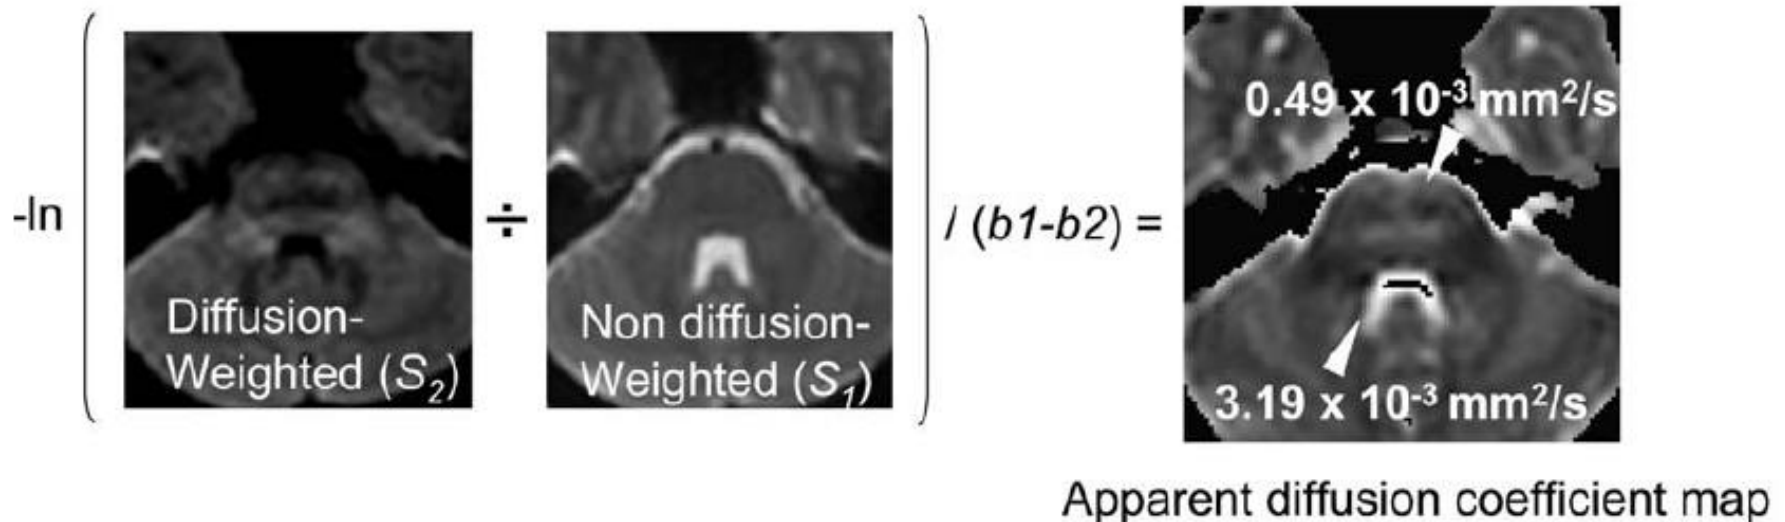 -ln
Diffusion-
Weighted (S₂)
÷
Non diffusion-
Weighted (S₁)
/ (b1-b2) =
0.49 x 10⁻³ mm²/s
3.19 x 10⁻³ mm²/s
Apparent diffusion coefficient map